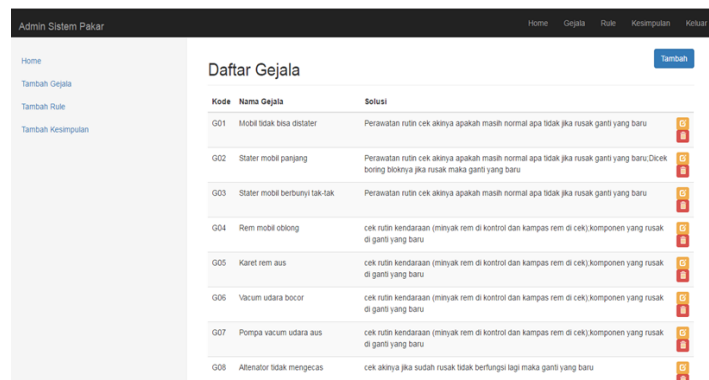 Admin Sistem Pakar Home Gejala Rule Kesimpulan Keluar
Home
Tambah Gejala
Tambah Rule
Tambah Kesimpulan
Daftar Gejala
Tambah
Kode Nama Gejala Solusi
G01 Mobil tidak bisa distater Perawatan rutin cek akinya apakah masih normal apa tidak jika rusak ganti yang baru
G02 Stater mobil panjang Perawatan rutin cek akinya apakah masih normal apa tidak jika rusak ganti yang baru;Dicek
boring bloknya jika rusak maka ganti yang baru
G03 Stater mobil berbunyi tak-tak Perawatan rutin cek akinya apakah masih normal apa tidak jika rusak ganti yang baru
G04 Rem mobil oblong cek rutin kendaraan (minyak rem di kontrol dan kampas rem di cek);komponen yang rusak
di ganti yang baru
G05 Karet rem aus cek rutin kendaraan (minyak rem di kontrol dan kampas rem di cek);komponen yang rusak
di ganti yang baru
G06 Vacum udara bocor cek rutin kendaraan (minyak rem di kontrol dan kampas rem di cek);komponen yang rusak
di ganti yang baru
G07 Pompa vacum udara aus cek rutin kendaraan (minyak rem di kontrol dan kampas rem di cek);komponen yang rusak
di ganti yang baru
G08 Altenator tidak mengecas cek akinya jika sudah rusak tidak berfungsi lagi maka ganti yang baru